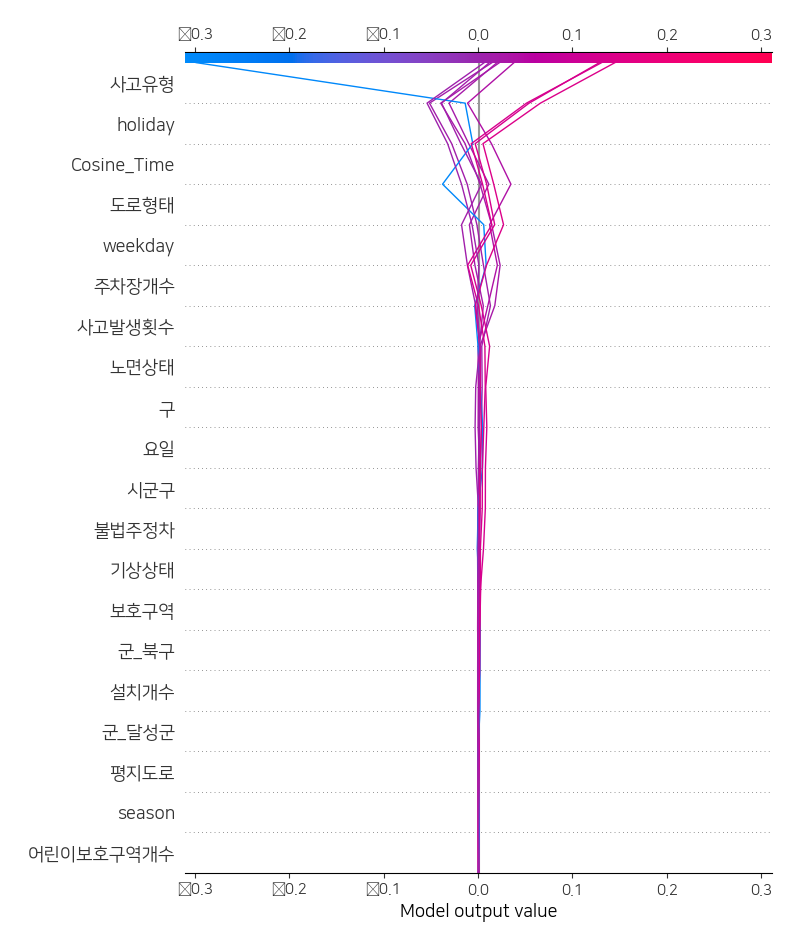 ☒0.3 ☒0.2 ☒0.1 0.0 0.1 0.2 0.3
사고유형
holiday
Cosine_Time
도로형태
weekday
주차장개수
사고발생횟수
노면상태
구
요일
시군구
불법주정차
기상상태
보호구역
군_북구
설치개수
군_달성군
평지도로
season
어린이보호구역개수
☒0.3 ☒0.2 ☒0.1 0.0 0.1 0.2 0.3
Model output value